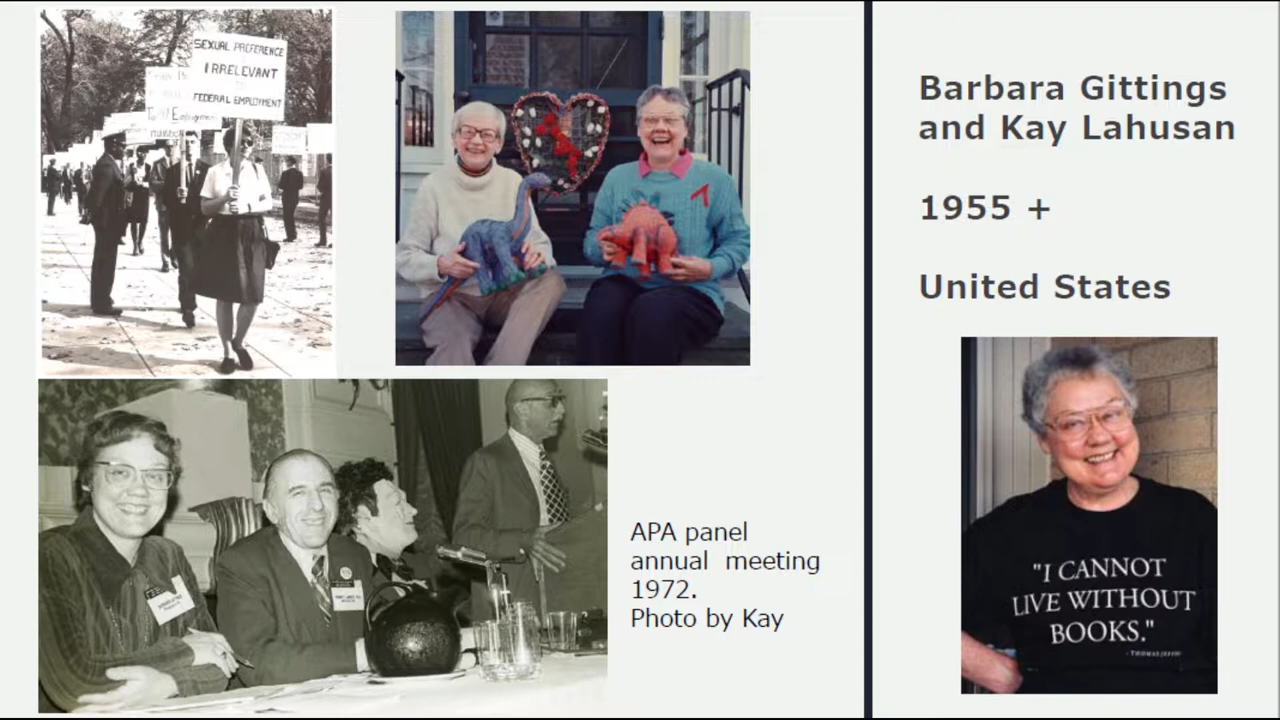 SEXUAL PREFERENCE
IRRELEVANT
TO
FEDERAL EMPLOYMENT
Barbara Gittings
and Kay Lahusan
1955 +
United States
APA panel
annual meeting
1972.
Photo by Kay
"I CANNOT
LIVE WITHOUT
BOOKS."